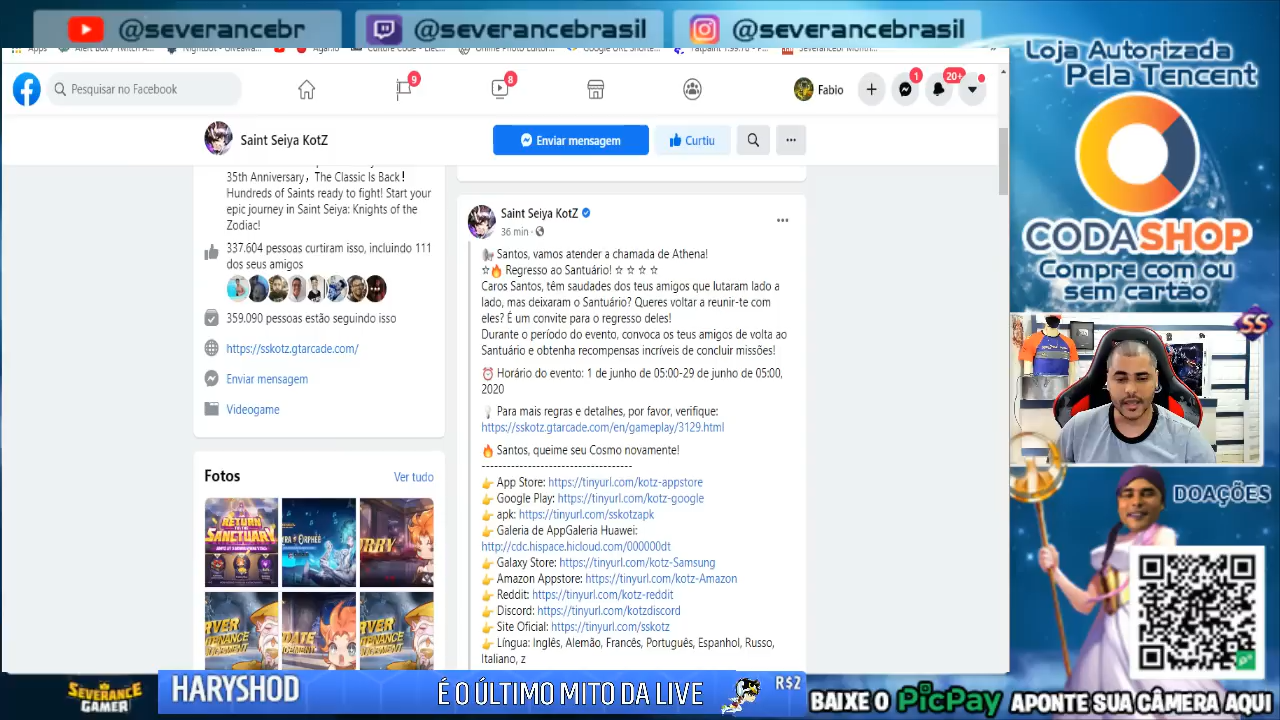 @severancebr
@severancebrasil
@severancebrasil
Apps
Loja Autorizada
Pela Tencent
CODASHOP
Compre com ou
sem cartão
Pesquisar no Facebook
9
8
Fabio
1
20+
Saint Seiya KotZ
Enviar mensagem
Curtiu
35th Anniversary，The Classic Is Back！
Hundreds of Saints ready to fight! Start your
epic journey in Saint Seiya: Knights of the
Zodiac!
337.604 pessoas curtiram isso, incluindo 111
dos seus amigos
359.090 pessoas estão seguindo isso
https://sskotz.gtarcade.com/
Enviar mensagem
Videogame
Fotos
Ver tudo
RETURN
TO THE
SANCTUARY
Saint Seiya KotZ
36 min
Santos, vamos atender a chamada de Athena!
☆🔥 Regresso ao Santuário! ☆ ☆ ☆ ☆
Caros Santos, têm saudades dos teus amigos que lutaram lado a
lado, mas deixaram o Santuário? Queres voltar a reunir-te com
eles? É um convite para o regresso deles!
Durante o período do evento, convoca os teus amigos de volta ao
Santuário e obtenha recompensas incríveis de concluir missões!
⏰ Horário do evento: 1 de junho de 05:00-29 de junho de 05:00,
2020
💡 Para mais regras e detalhes, por favor, verifique:
https://sskotz.gtarcade.com/en/gameplay/3129.html
🔥 Santos, queime seu Cosmo novamente!
-----------------------------------
👉 App Store: https://tinyurl.com/kotz-appstore
👉 Google Play: https://tinyurl.com/kotz-google
👉 apk: https://tinyurl.com/sskotzapk
👉 Galeria de AppGaleria Huawei:
http://cdc.hispace.hicloud.com/000000dt
👉 Galaxy Store: https://tinyurl.com/kotz-Samsung
👉 Amazon Appstore: https://tinyurl.com/kotz-Amazon
👉 Reddit: https://tinyurl.com/kotz-reddit
👉 Discord: https://tinyurl.com/kotzdiscord
👉 Site Oficial: https://tinyurl.com/sskotz
👉 Língua: Inglês, Alemão, Francês, Português, Espanhol, Russo,
Italiano, z
SS
DOAÇÕES
SEVERANCE
GAMER
HARYSHOD
É O ÚLTIMO MITO DA LIVE
R$2
BAIXE O PicPay APONTE SUA CÂMERA AQUI